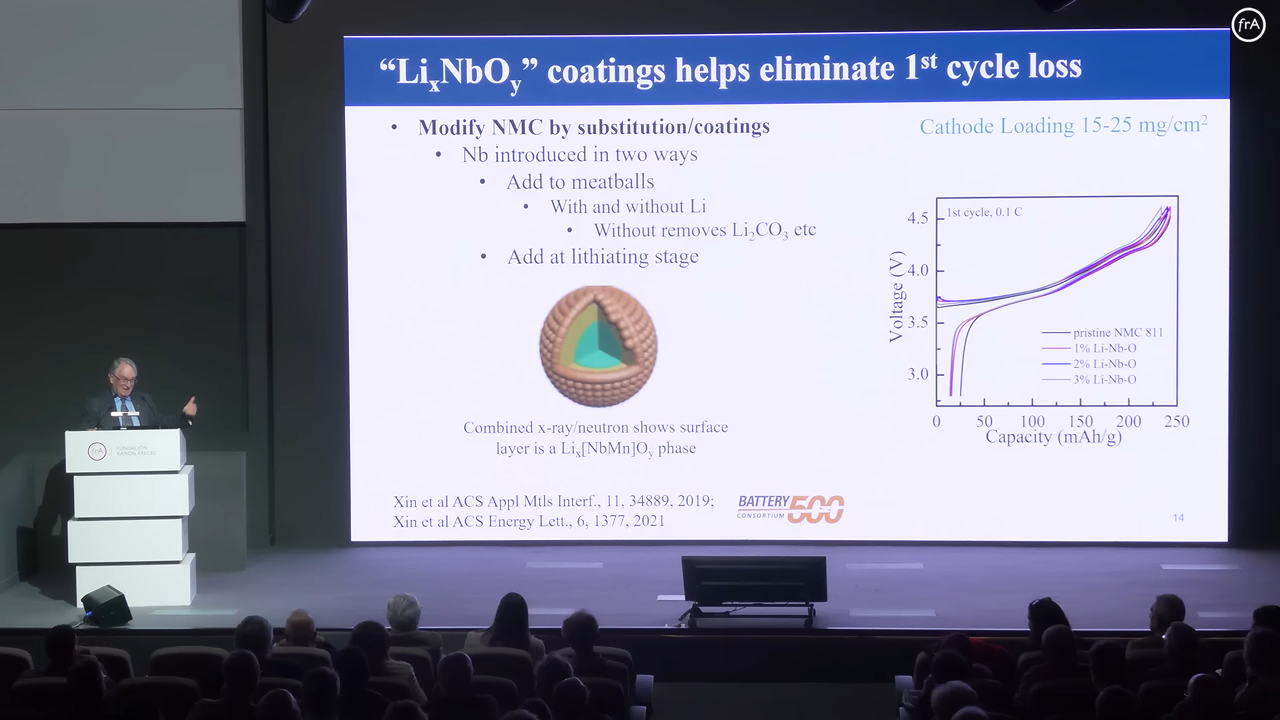 frA
“LixNbOy” coatings helps eliminate 1st cycle loss
• Modify NMC by substitution/coatings
• Nb introduced in two ways
• Add to meatballs
• With and without Li
• Without removes Li2CO3 etc
• Add at lithiating stage
Combined x-ray/neutron shows surface
layer is a Lix[NbMn]Oy phase
Xin et al ACS Appl Mtls Interf., 11, 34889, 2019;
Xin et al ACS Energy Lett., 6, 1377, 2021
BATTERY
CONSORTIUM
500
Cathode Loading 15-25 mg/cm2
1st cycle, 0.1 C
4.5
4.0
3.5
3.0
Voltage (V)
pristine NMC 811
1% Li-Nb-O
2% Li-Nb-O
3% Li-Nb-O
0 50 100 150 200 250
Capacity (mAh/g)
14
frA
FUNDACIÓN
RAMÓN ARECES